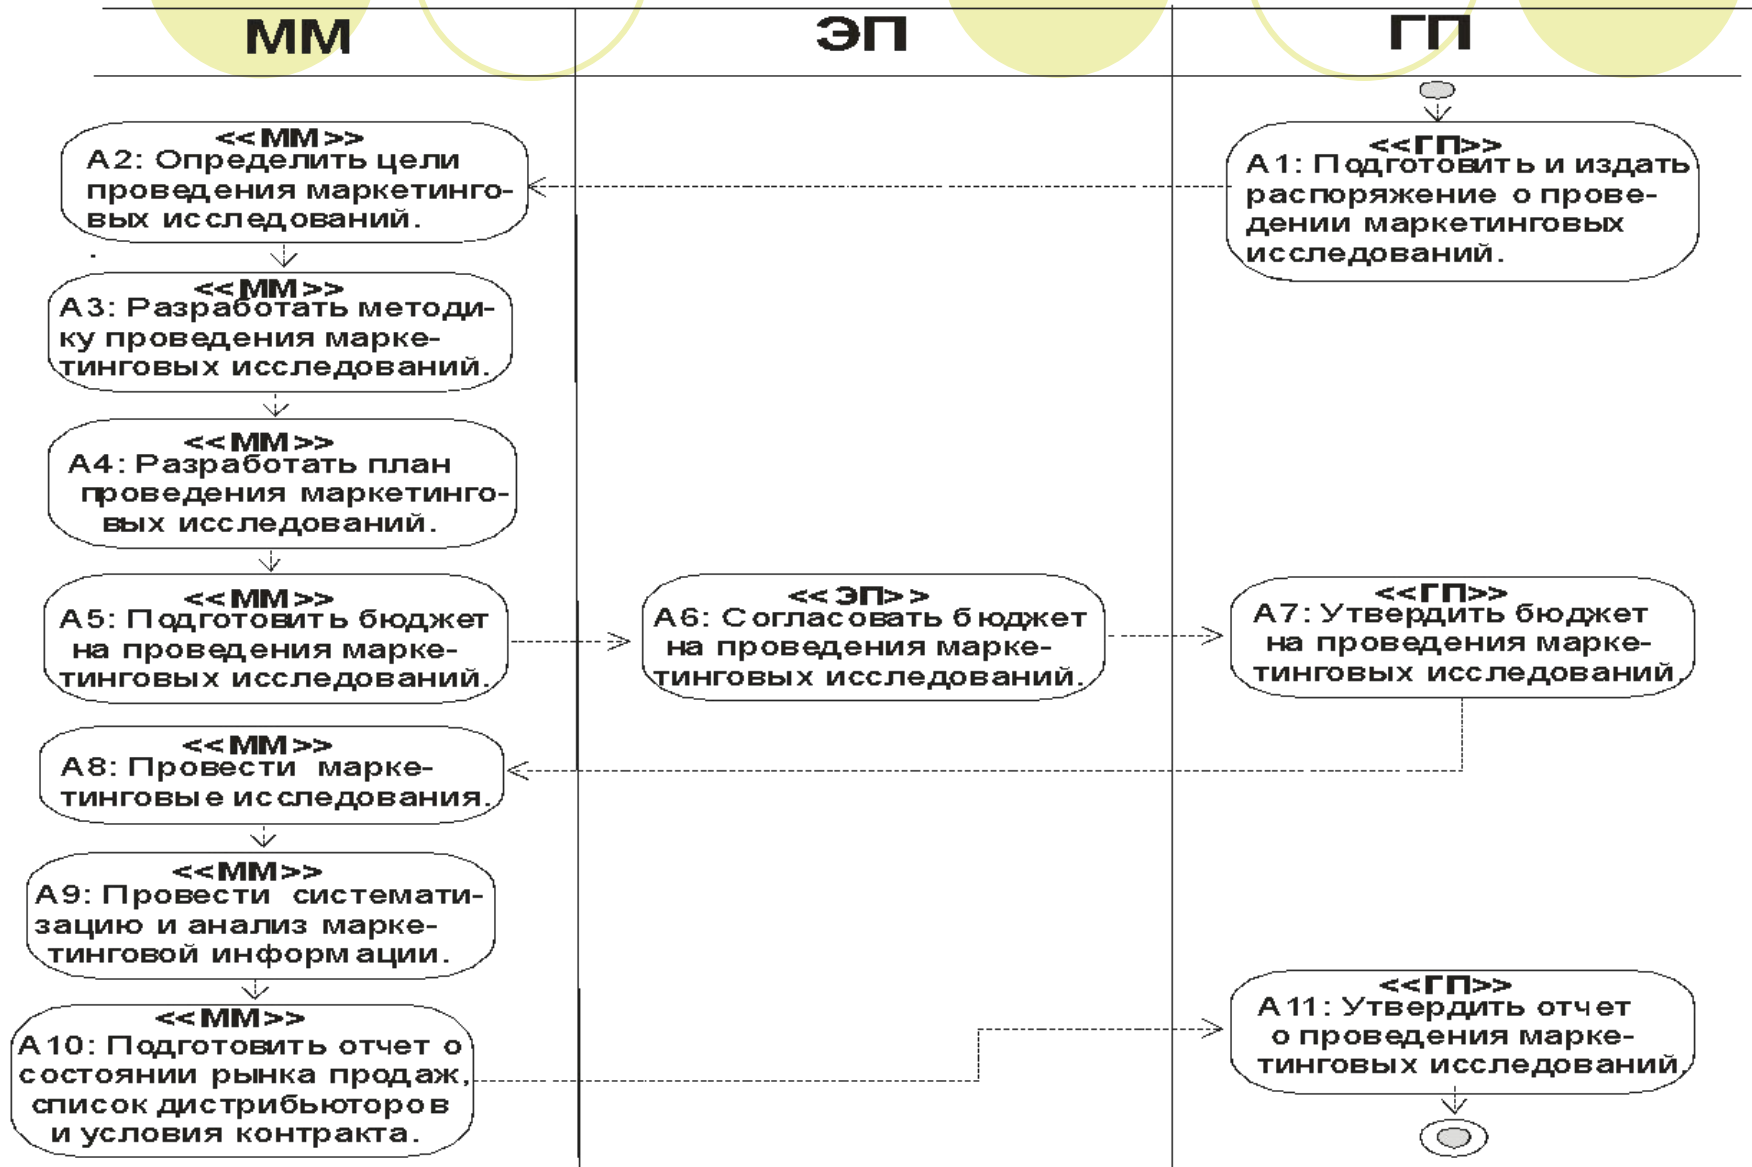 ММ
ЭП
ГП
<<ГП>>
А1: Подготовить и издать
распоряжение о прове-
дении маркетинговых
исследований.
<<ММ>>
А2: Определить цели
проведения маркетинго-
вых исследований.
<<ММ>>
А3: Разработать методи-
ку проведения марке-
тинговых исследований.
<<ММ>>
А4: Разработать план
проведения маркетинго-
вых исследований.
<<ММ>>
А5: Подготовить бюджет
на проведения марке-
тинговых исследований.
<<ЭП>>
А6: Согласовать бюджет
на проведения марке-
тинговых исследований.
<<ГП>>
А7: Утвердить бюджет
на проведения марке-
тинговых исследований.
<<ММ>>
А8: Провести марке-
тинговые исследования.
<<ММ>>
А9: Провести системати-
зацию и анализ марке-
тинговой информации.
<<ММ>>
А10: Подготовить отчет о
состоянии рынка продаж,
список дистрибьюторов
и условия контракта.
<<ГП>>
А11: Утвердить отчет
о проведения марке-
тинговых исследований.